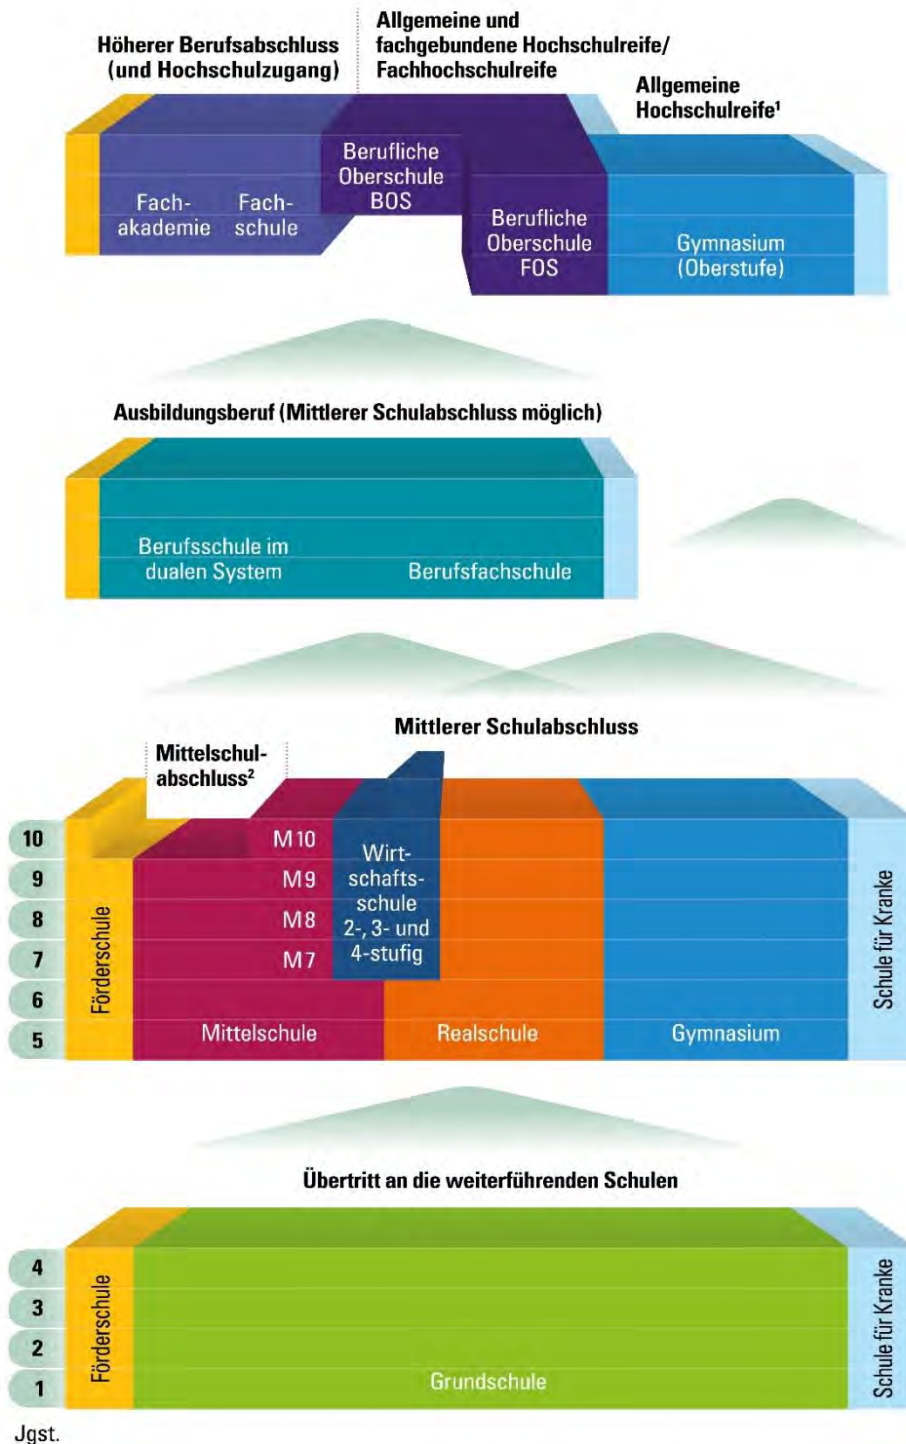 Höherer Berufsabschluss
(und Hochschulzugang)
Allgemeine und
fachgebundene Hochschulreife/
Fachhochschulreife
Allgemeine
Hochschulreife¹
Fach-
akademie
Fach-
schule
Berufliche
Oberschule
BOS
Berufliche
Oberschule
FOS
Gymnasium
(Oberstufe)
Ausbildungsberuf (Mittlerer Schulabschluss möglich)
Berufsschule im
dualen System
Berufsfachschule
Mittlerer Schulabschluss
Mittelschul-
abschluss²
10
9
8
7
6
5
Förderschule
M10
M9
M8
M7
Mittelschule
Wirt-
schafts-
schule
2-, 3- und
4-stufig
Realschule
Gymnasium
Schule für Kranke
Übertritt an die weiterführenden Schulen
4
3
2
1
Förderschule
Grundschule
Schule für Kranke
Jgst.